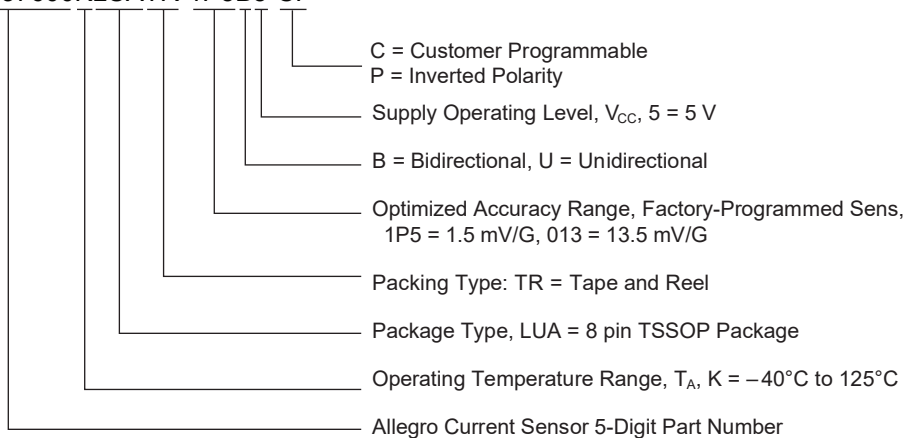 C = Customer Programmable
P = Inverted Polarity
Supply Operating Level, VCC, 5 = 5 V
B = Bidirectional, U = Unidirectional
Optimized Accuracy Range, Factory-Programmed Sens,
1P5 = 1.5 mV/G, 013 = 13.5 mV/G
Packing Type: TR = Tape and Reel
Package Type, LUA = 8 pin TSSOP Package
Operating Temperature Range, TA, K = –40°C to 125°C
Allegro Current Sensor 5-Digit Part Number